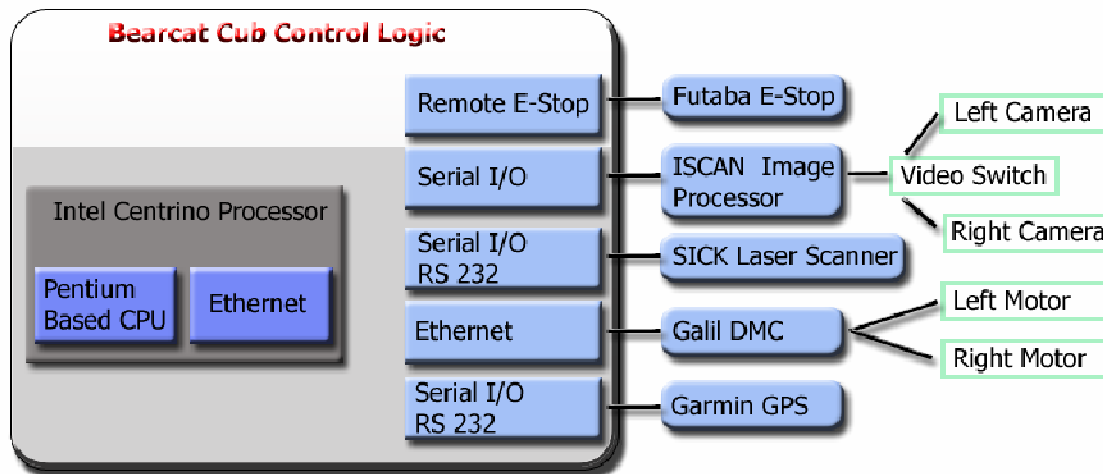 Bearcat Cub Control Logic
Remote E-Stop
Futaba E-Stop
Left Camera
Serial I/O
ISCAN Image
Processor
Video Switch
Right Camera
Intel Centrino Processor
Pentium
Based CPU
Ethernet
Serial I/O
RS 232
SICK Laser Scanner
Ethernet
Galil DMC
Left Motor
Right Motor
Serial I/O
RS 232
Garmin GPS